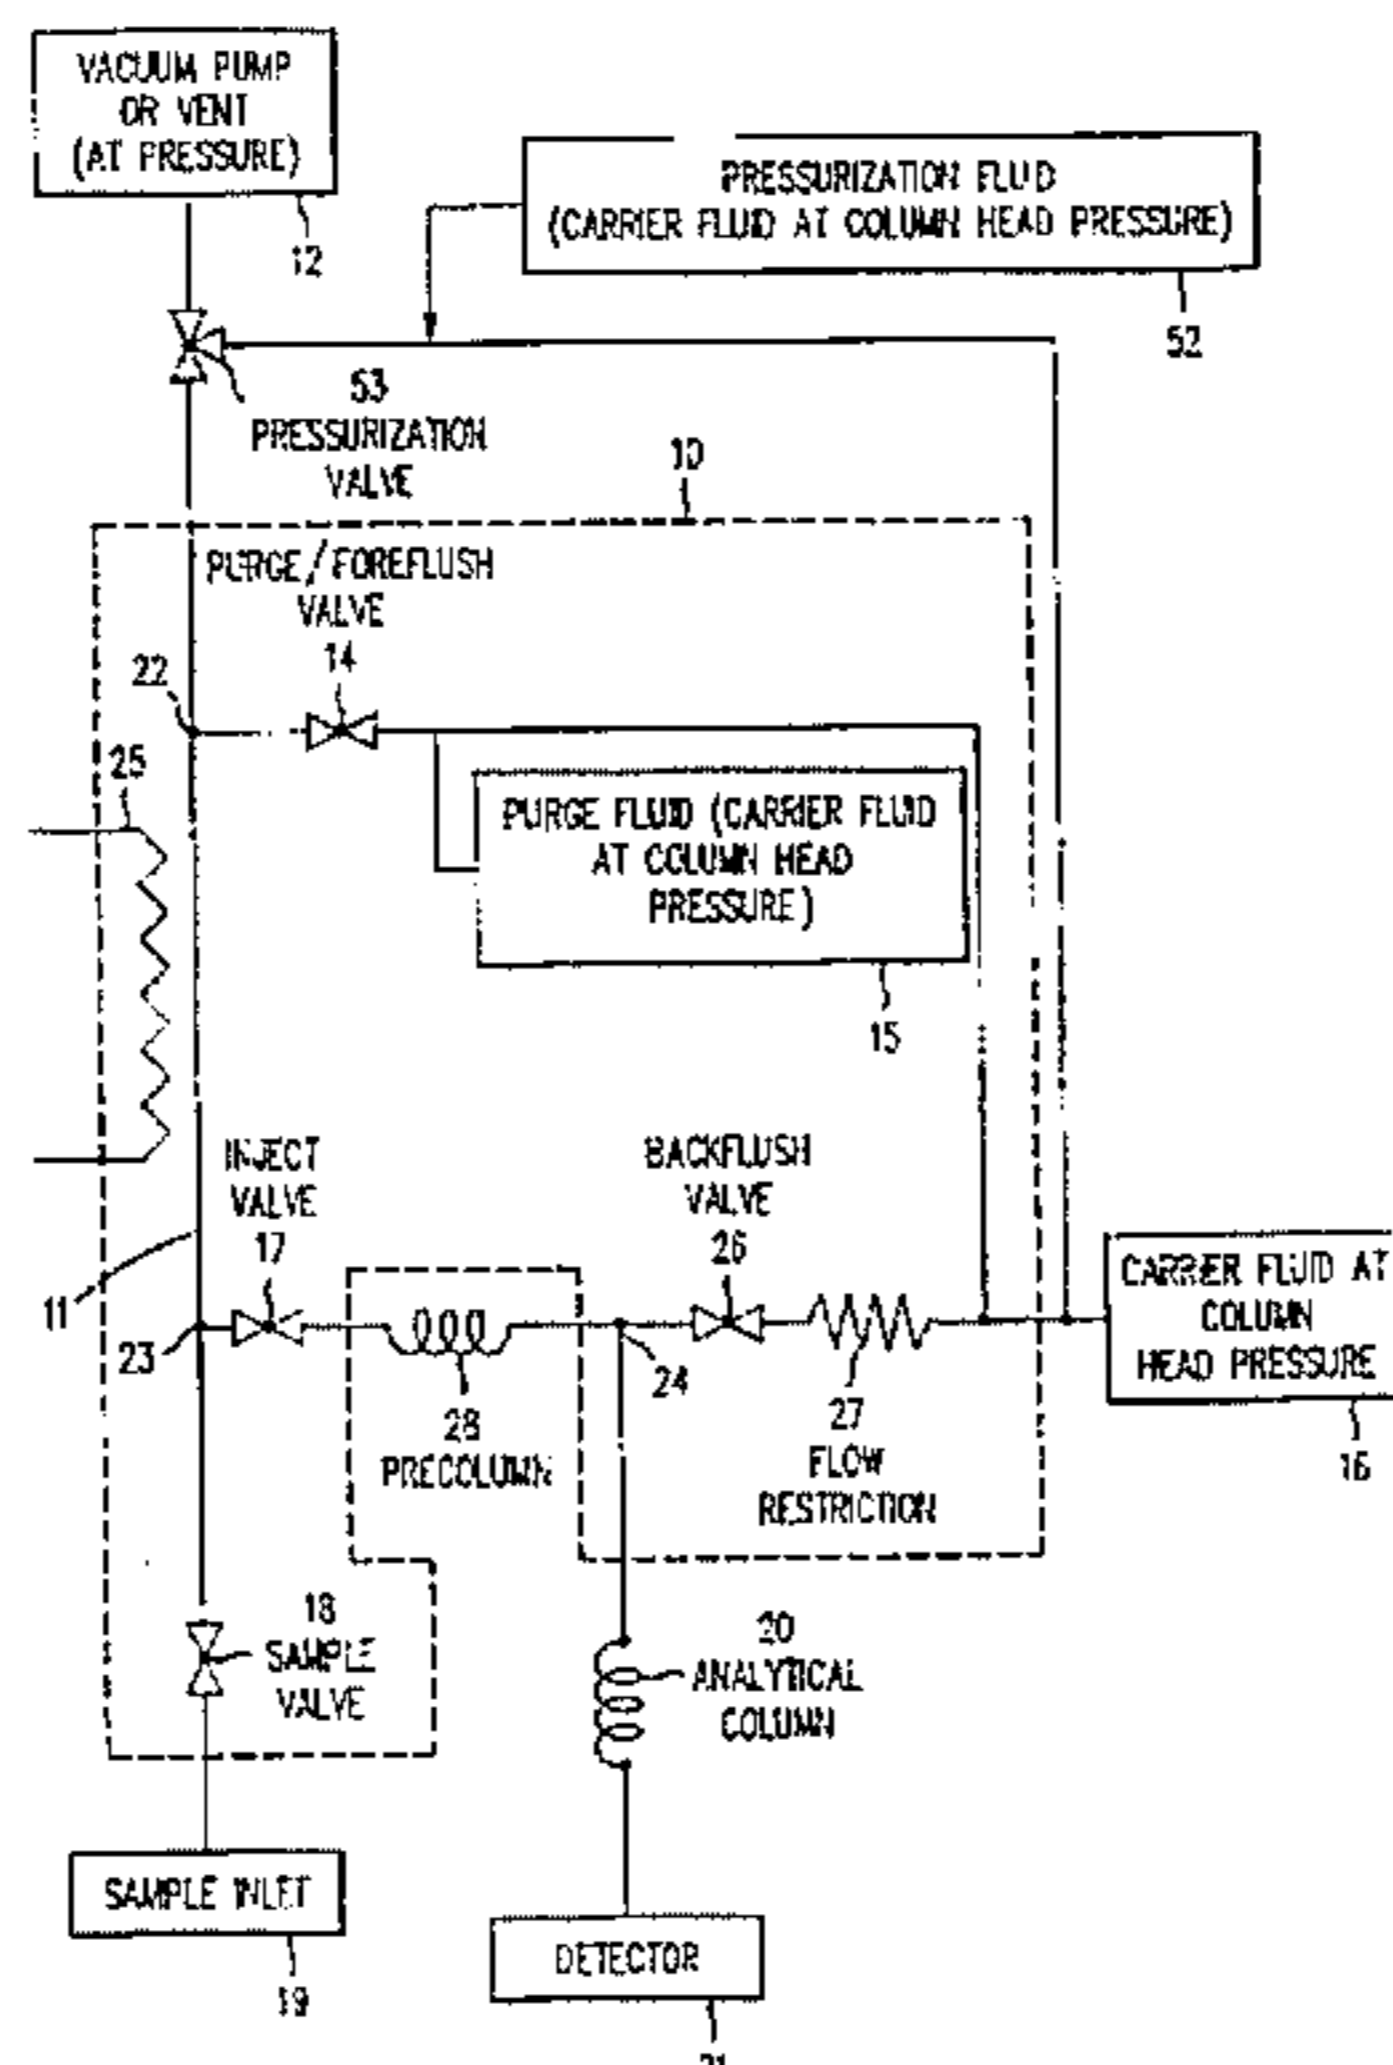 VACUUM PUMP
OR VENT
(AT PRESSURE)
12
PRESSURIZATION FLUID
(CARRIER FLUID AT COLUMN HEAD PRESSURE)
52
53
PRESSURIZATION
VALVE
10
PURGE/FOREFLUSH
VALVE
14
22
25
PURGE FLUID (CARRIER FLUID
AT COLUMN HEAD
PRESSURE)
15
INJECT
VALVE
17
BACKFLUSH
VALVE
26
11
23
24
CARRIER FLUID AT
COLUMN
HEAD PRESSURE
16
28
PRECOLUMN
27
FLOW
RESTRICTION
18
SAMPLE
VALVE
20
ANALYTICAL
COLUMN
SAMPLE INLET
19
DETECTOR